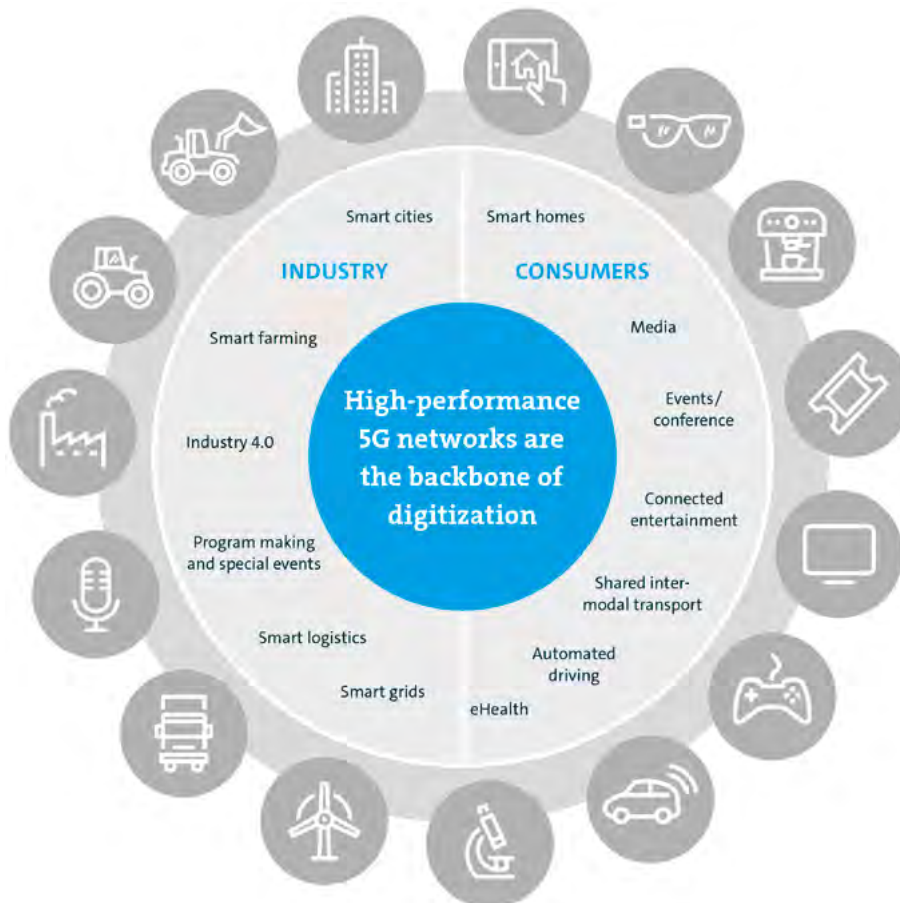 Smart cities
Smart homes
INDUSTRY
CONSUMERS
Smart farming
Media
High-performance
5G networks are
the backbone of
digitization
Events/
conference
Industry 4.0
Connected
entertainment
Program making
and special events
Shared inter-
modal transport
Smart logistics
Automated
driving
Smart grids
eHealth